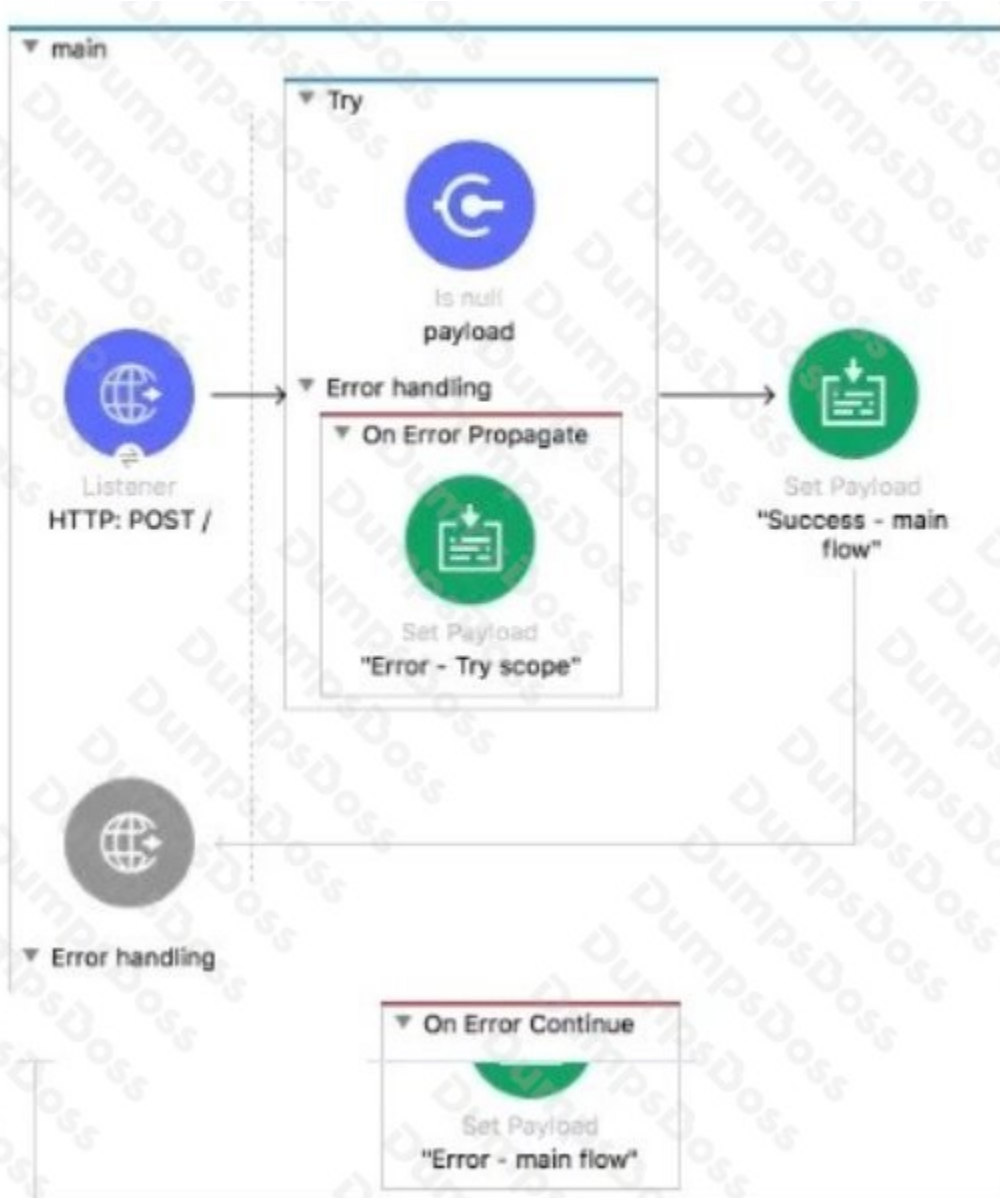 main
Try
Is null
payload
Error handling
On Error Propagate
Listener
HTTP: POST /
Set Payload
"Success - main
flow"
Set Payload
"Error - Try scope"
Error handling
On Error Continue
Set Payload
"Error - main flow"
DumpsDoss